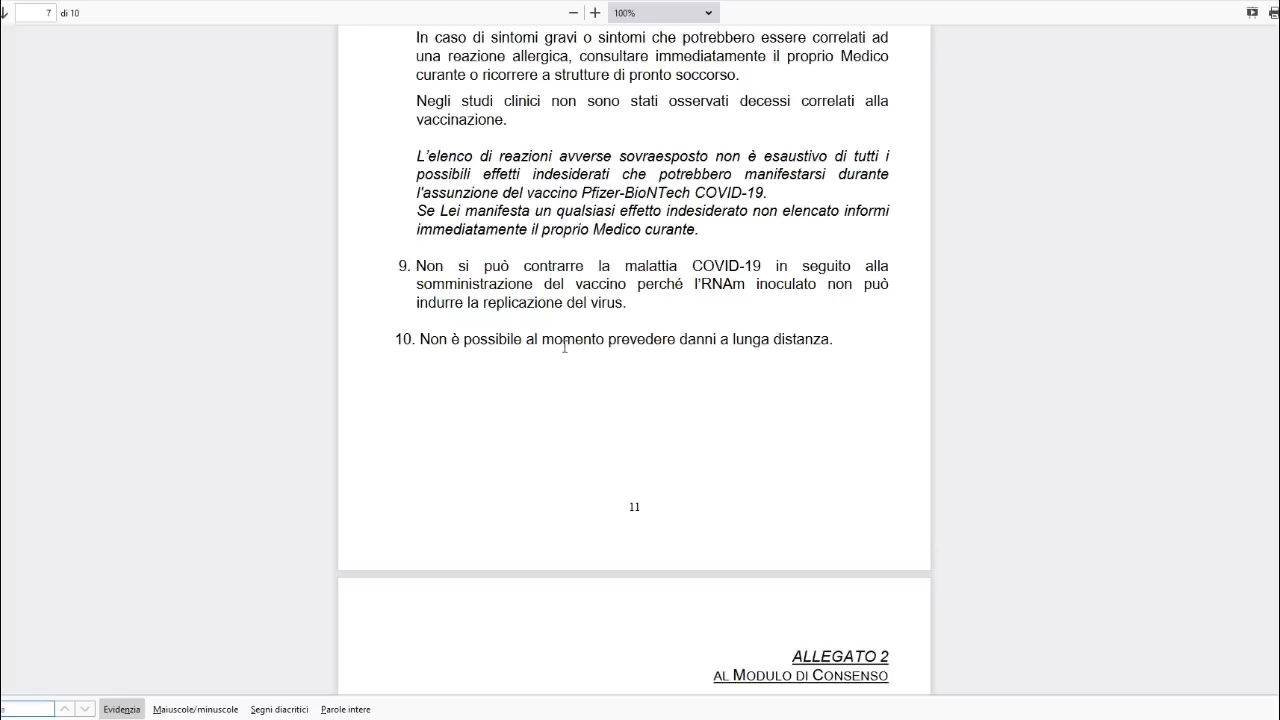 7 di 10
100%
In caso di sintomi gravi o sintomi che potrebbero essere correlati ad
una reazione allergica, consultare immediatamente il proprio Medico
curante o ricorrere a strutture di pronto soccorso.
Negli studi clinici non sono stati osservati decessi correlati alla
vaccinazione.
L'elenco di reazioni avverse sovraesposto non è esaustivo di tutti i
possibili effetti indesiderati che potrebbero manifestarsi durante
l'assunzione del vaccino Pfizer-BioNTech COVID-19.
Se Lei manifesta un qualsiasi effetto indesiderato non elencato informi
immediatamente il proprio Medico curante.
9. Non si può contrarre la malattia COVID-19 in seguito alla
somministrazione del vaccino perché l'RNAm inoculato non può
indurre la replicazione del virus.
10. Non è possibile al momento prevedere danni a lunga distanza.
11
ALLEGATO 2
AL MODULO DI CONSENSO
Evidenzia Maiuscole/minuscole Segni diacritici Parole intere